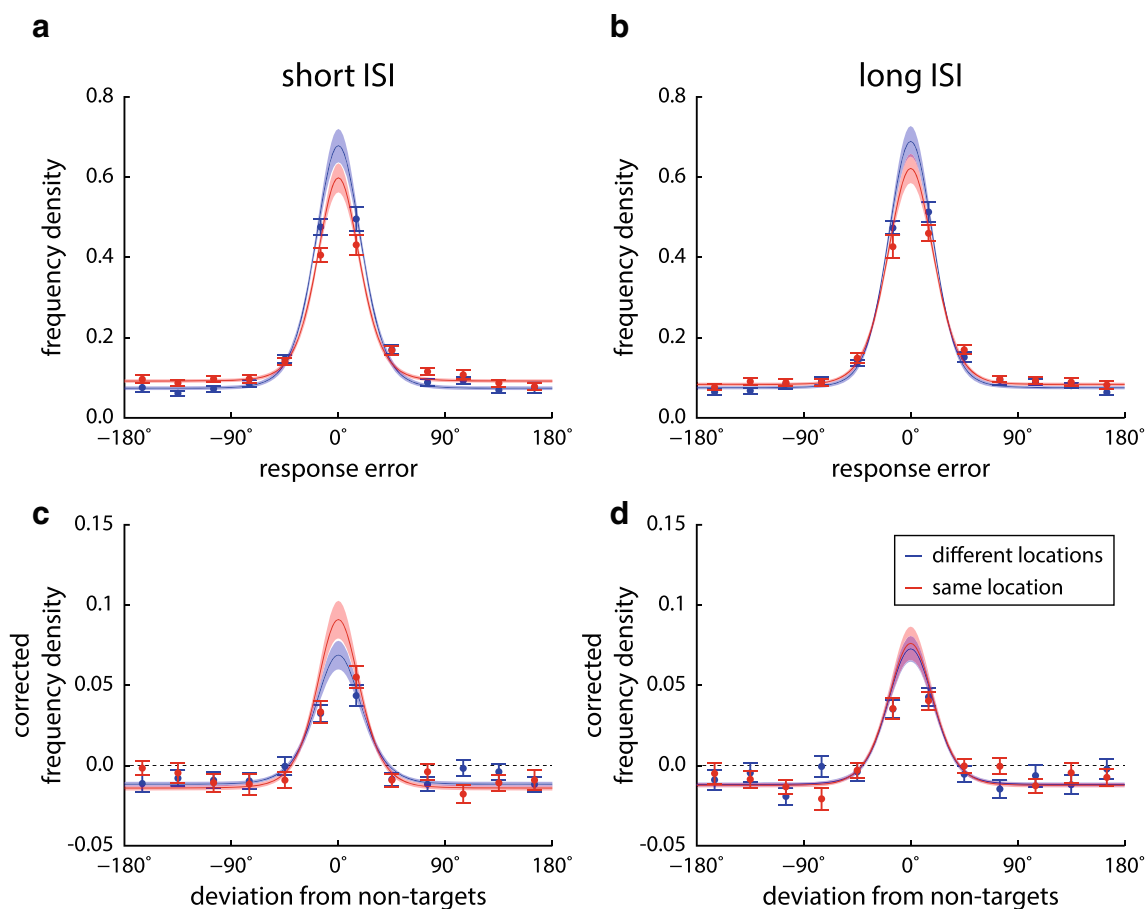 a
short ISI
0.8
0.6
0.4
0.2
0.0
frequency density
−180˚ −90˚ 0˚ 90˚ 180˚
response error
b
long ISI
0.8
0.6
0.4
0.2
0.0
frequency density
−180˚ −90˚ 0˚ 90˚ 180˚
response error
c
0.15
0.1
0.05
0.0
-0.05
corrected
frequency density
−180˚ −90˚ 0˚ 90˚ 180˚
deviation from non-targets
d
0.15
0.1
0.05
0.0
-0.05
corrected
frequency density
different locations
same location
−180˚ −90˚ 0˚ 90˚ 180˚
deviation from non-targets